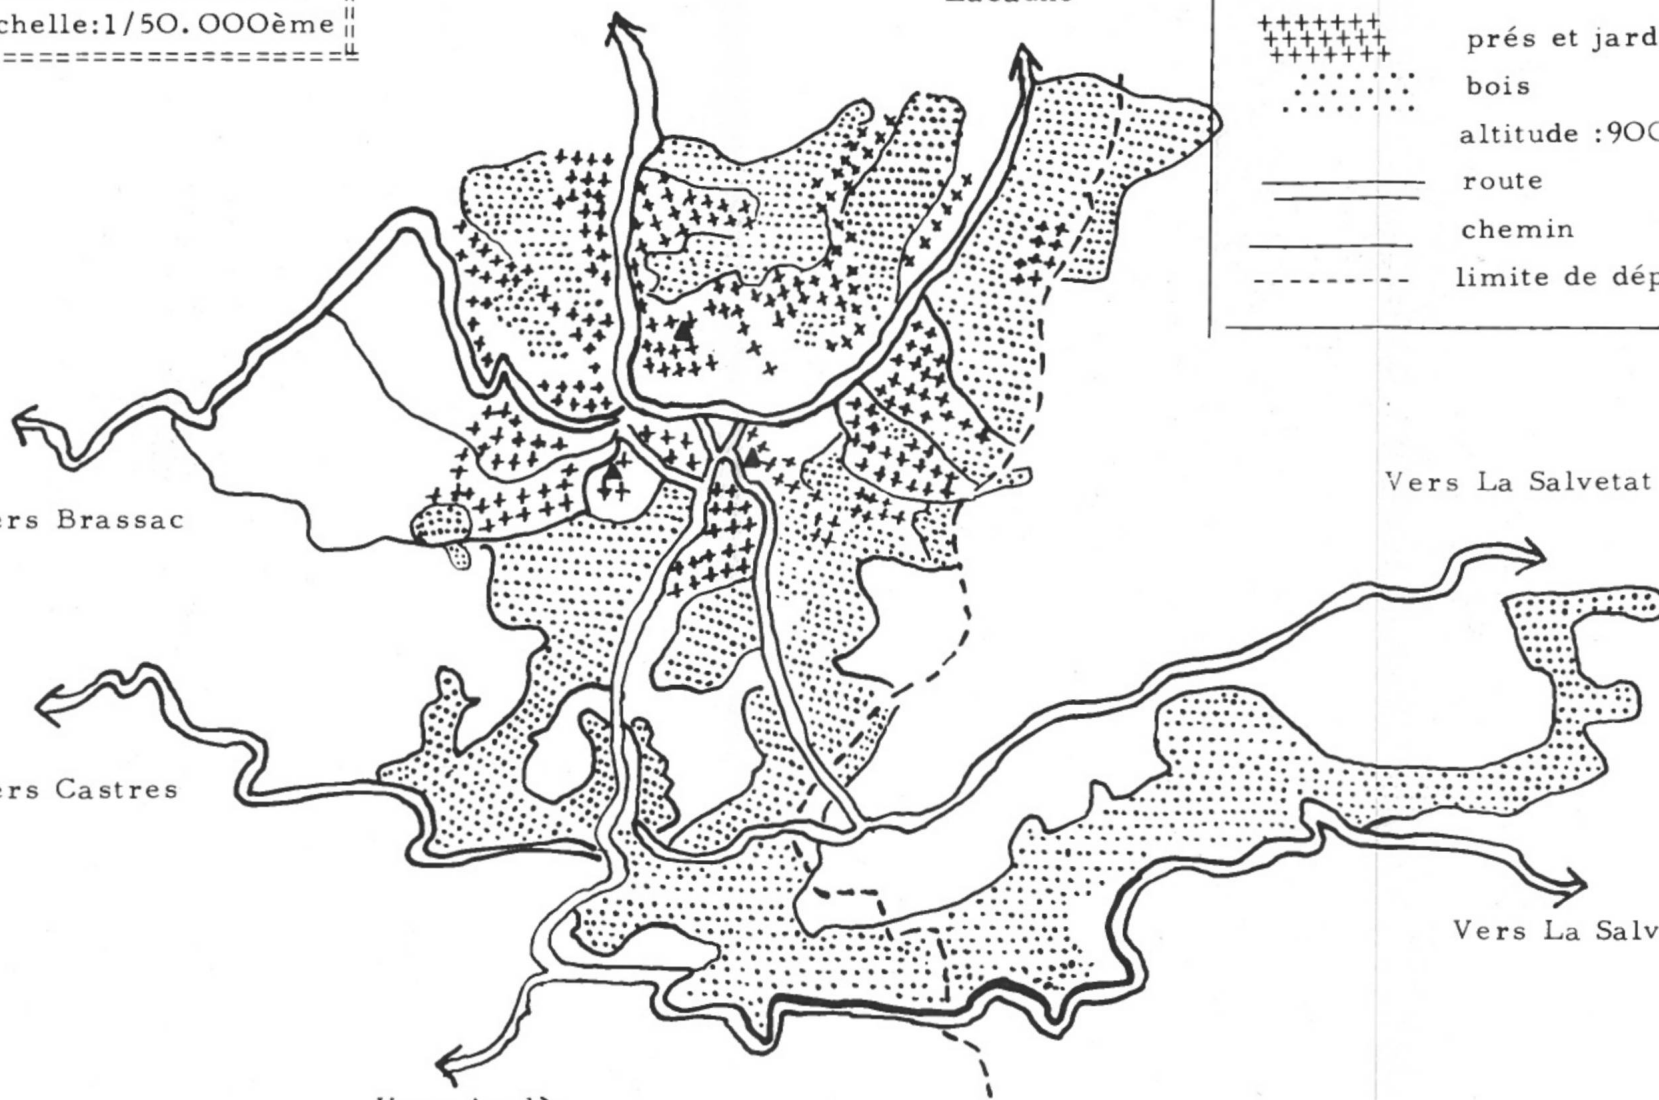 chelle:1/50.000ème
prés et jard
bois
altitude :900
route
chemin
limite de dép
Vers La Salvetat
ers Brassac
ers Castres
Vers La Salv